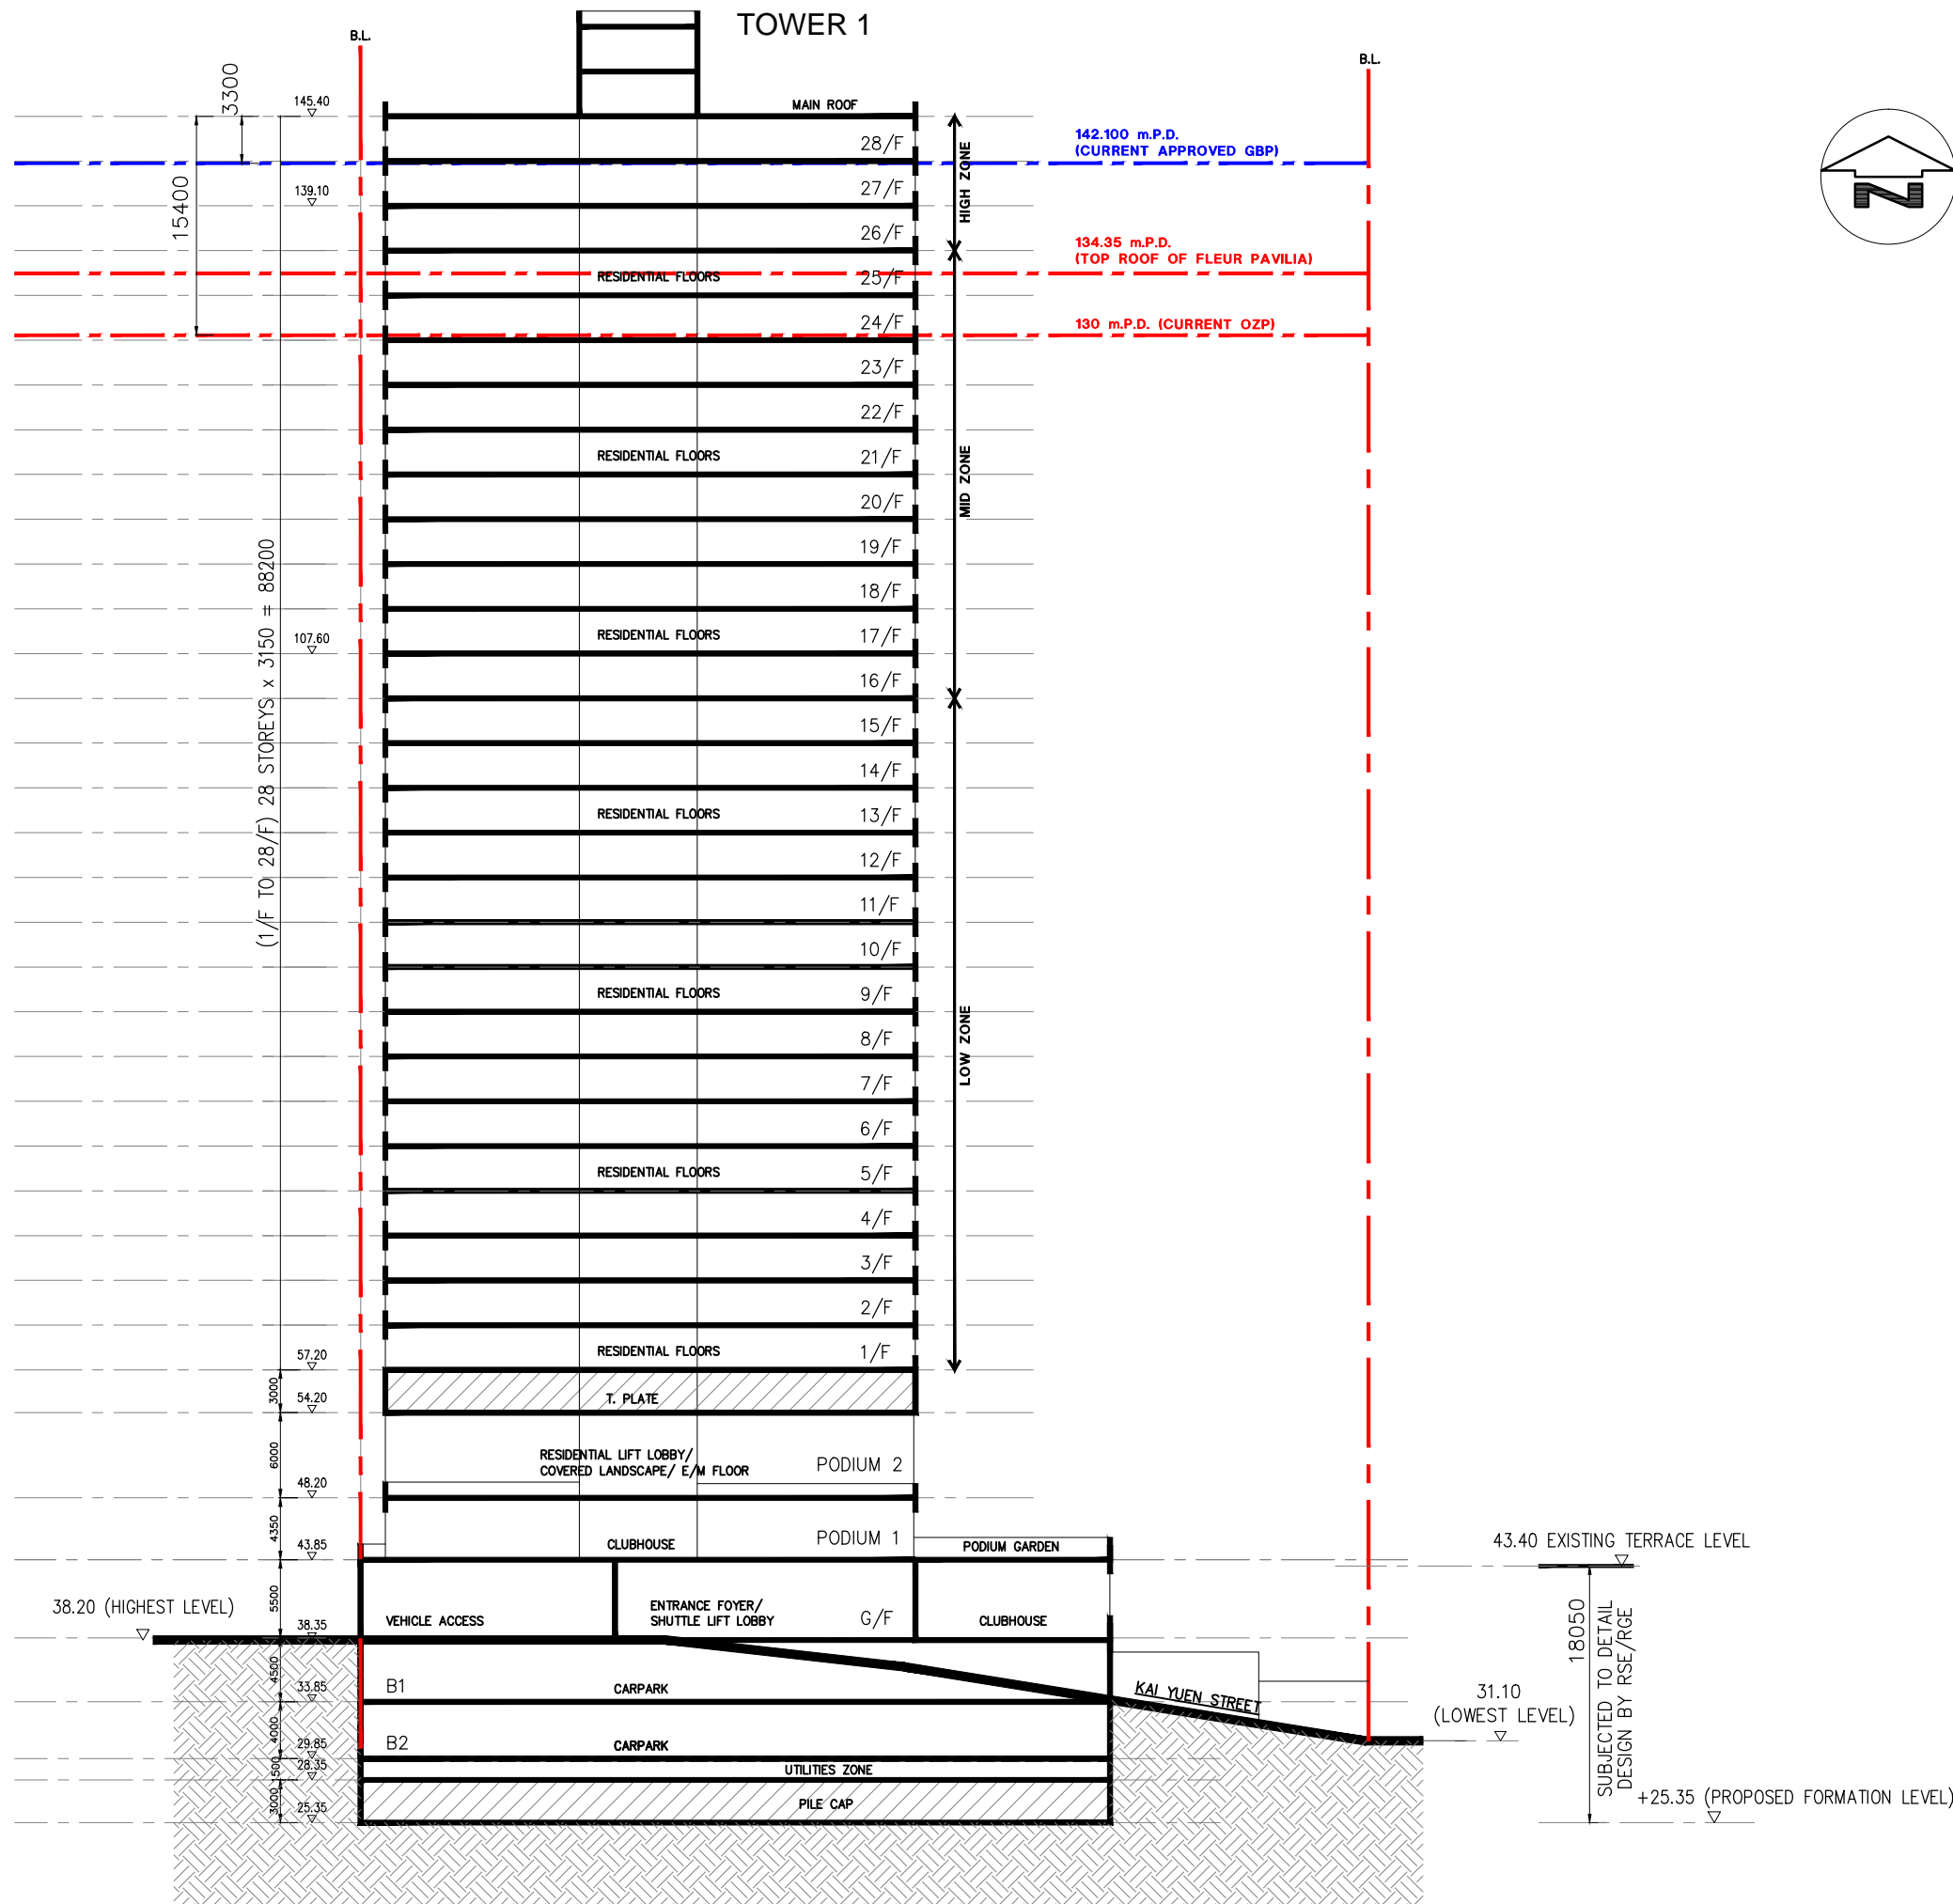 TOWER 1
B.L.
B.L.
3300
145.40
MAIN ROOF
28/F
142.100 m.P.D.
(CURRENT APPROVED GBP)
HIGH ZONE
N
15400
139.10
27/F
26/F
134.35 m.P.D.
(TOP ROOF OF FLEUR PAVILIA)
RESIDENTIAL FLOORS
25/F
24/F
130 m.P.D. (CURRENT OZP)
23/F
22/F
RESIDENTIAL FLOORS
21/F
MID ZONE
20/F
19/F
(1/F TO 28/F) 28 STOREYS x 3150 = 88200
18/F
107.60
RESIDENTIAL FLOORS
17/F
16/F
15/F
14/F
RESIDENTIAL FLOORS
13/F
12/F
11/F
10/F
RESIDENTIAL FLOORS
9/F
LOW ZONE
8/F
7/F
6/F
RESIDENTIAL FLOORS
5/F
4/F
3/F
2/F
RESIDENTIAL FLOORS
1/F
57.20
3000
T. PLATE
54.20
6000
RESIDENTIAL LIFT LOBBY/
COVERED LANDSCAPE/ E/M FLOOR
PODIUM 2
48.20
4350
CLUBHOUSE
PODIUM 1
PODIUM GARDEN
43.85
43.40 EXISTING TERRACE LEVEL
5500
38.20 (HIGHEST LEVEL)
VEHICLE ACCESS
ENTRANCE FOYER/
SHUTTLE LIFT LOBBY
G/F
CLUBHOUSE
38.35
18050
SUBJECTED TO DETAIL
DESIGN BY RSE/RGE
4500
B1
CARPARK
33.85
KAI YUEN STREET
31.10
(LOWEST LEVEL)
4000
B2
CARPARK
29.85
1500
UTILITIES ZONE
28.35
3000
PILE CAP
25.35
+25.35 (PROPOSED FORMATION LEVEL)